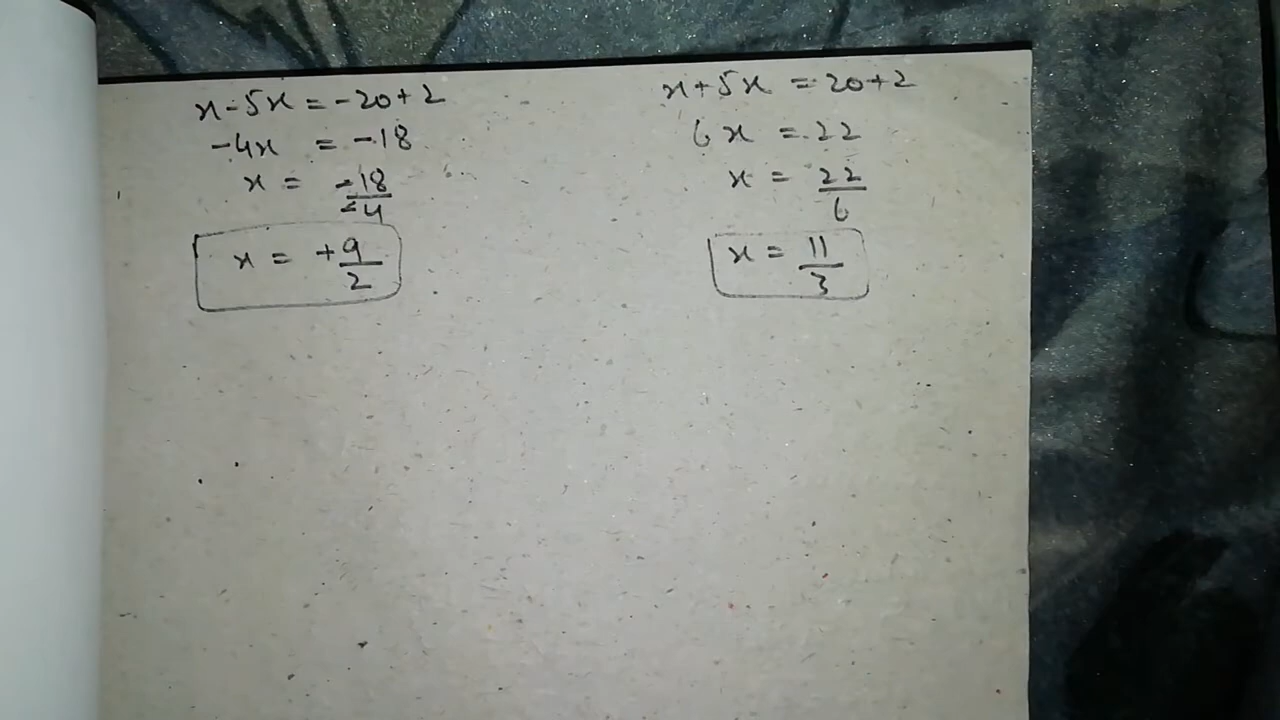 x - 5x = -20 + 2
-4x = -18
x = -18/-4
x = +9/2
x + 5x = 20 + 2
6x = 22
x = 22/6
x = 11/3